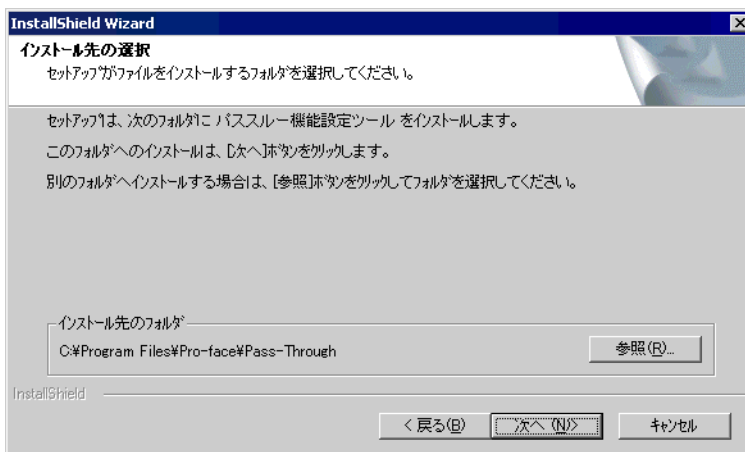 InstallShield Wizard
インストール先の選択
セットアップがファイルをインストールするフォルダを選択してください。
セットアップは、次のフォルダに パススルー機能設定ツール をインストールします。
このフォルダへのインストールは、[次へ]ボタンをクリックします。
別のフォルダへインストールする場合は、[参照]ボタンをクリックしてフォルダを選択してください。
インストール先のフォルダ
C:¥Program Files¥Pro-face¥Pass-Through
参照(R)...
InstallShield
< 戻る(B)
次へ (N)>
キャンセル